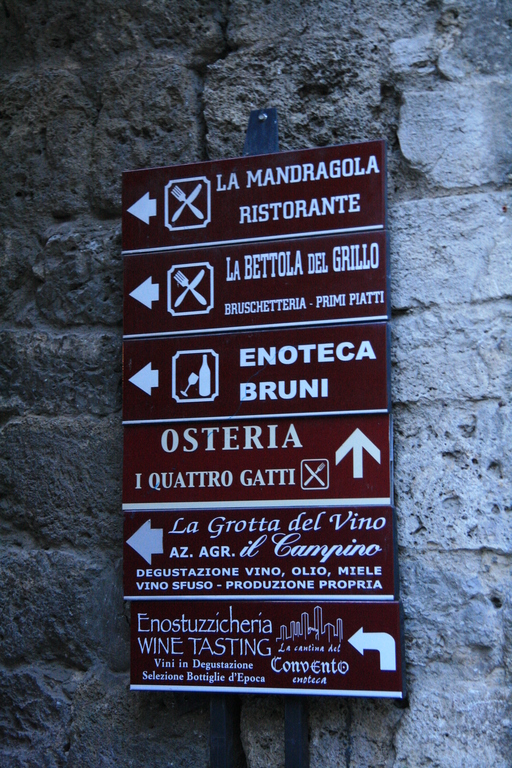 LA MANDRAGOLA
RISTORANTE
LA BETTOLA DEL GRILLO
BRUSCHETTERIA - PRIMI PIATTI
ENOTECA
BRUNI
OSTERIA
I QUATTRO GATTI
La Grotta del Vino
AZ. AGR. il Campino
DEGUSTAZIONE VINO, OLIO, MIELE
VINO SFUSO - PRODUZIONE PROPRIA
Enostuzzicheria
WINE TASTING
Vini in Degustazione
Selezione Bottiglie d'Epoca
La cantina del
Convento
enoteca